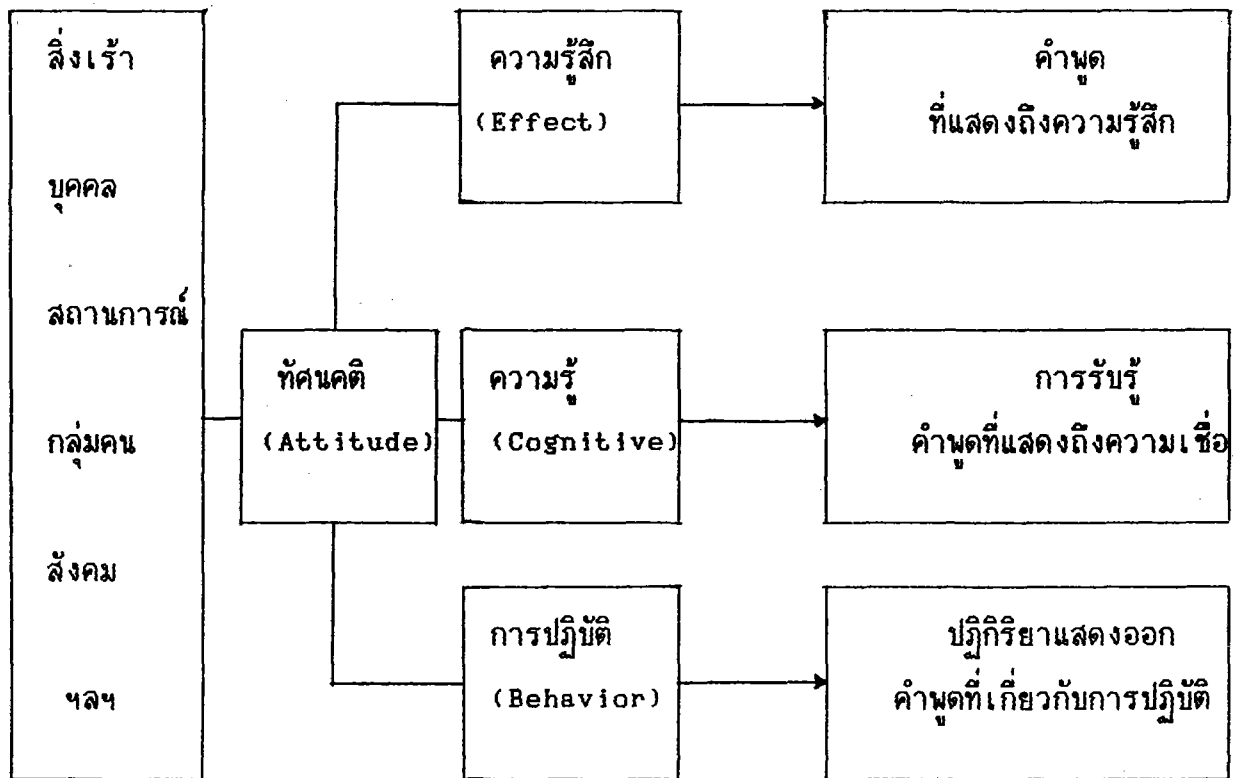 สิ่งเร้า
บุคคล
สถานการณ์
กลุ่มคน
สังคม
ฯลฯ
ทัศนคติ
(Attitude)
ความรู้สึก
(Effect)
คำพูด
ที่แสดงถึงความรู้สึก
ความรู้
(Cognitive)
การรับรู้
คำพูดที่แสดงถึงความเชื่อ
การปฏิบัติ
(Behavior)
ปฏิกิริยาแสดงออก
คำพูดที่เกี่ยวกับการปฏิบัติ